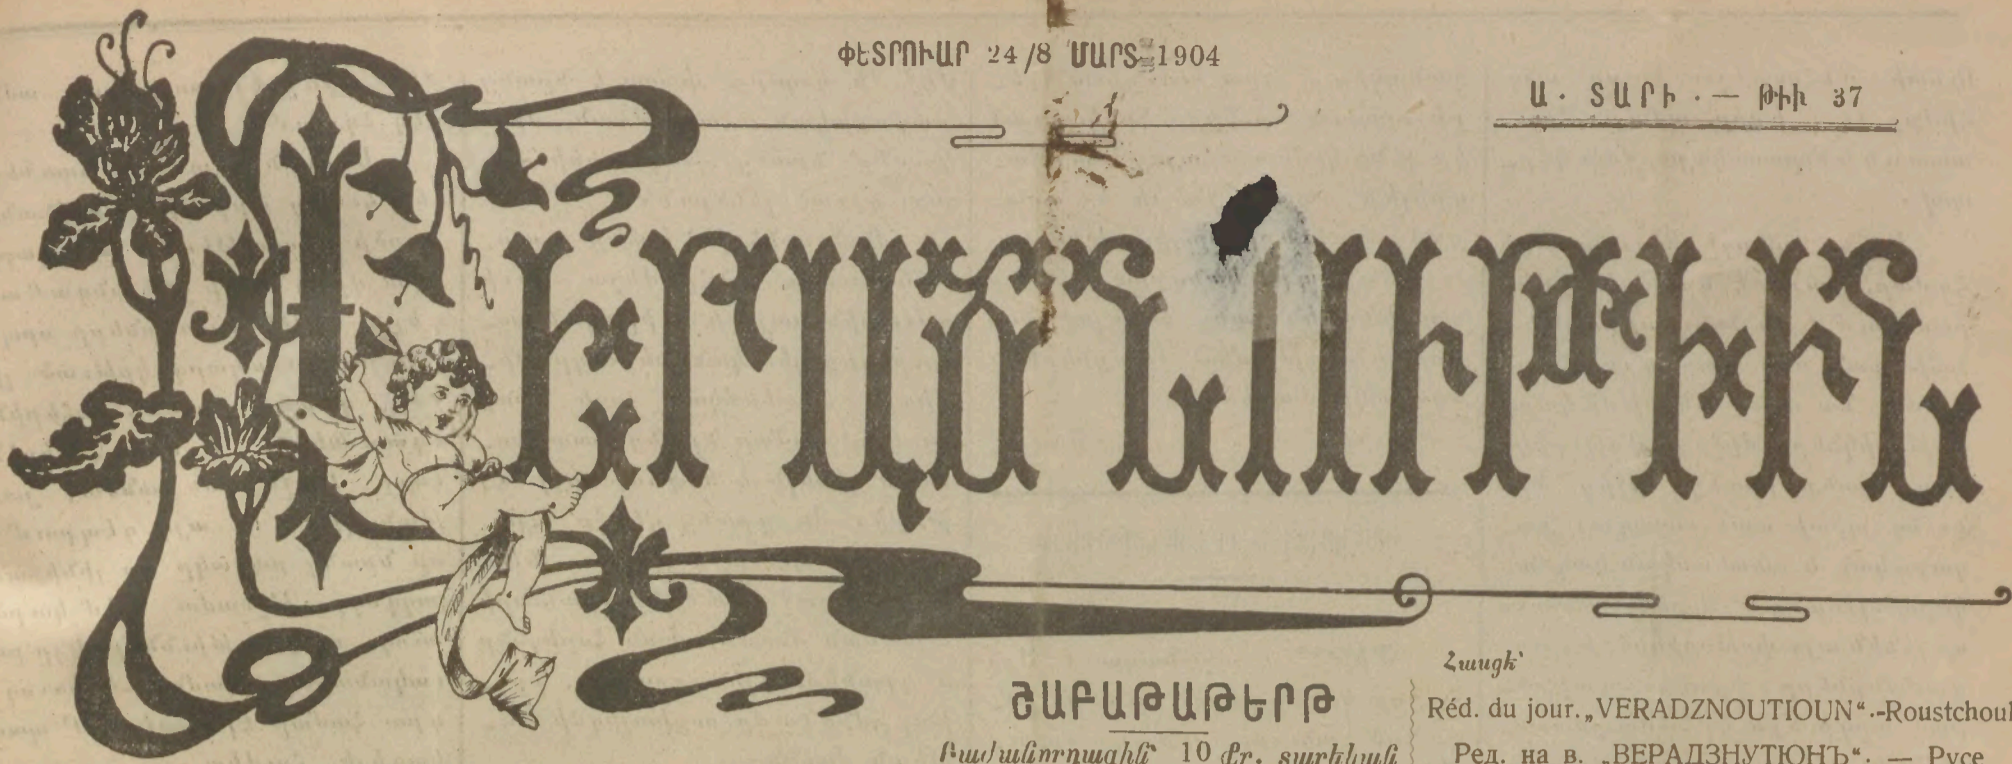 ՓԵՏՐՈՒԱՐ 24/8 ՄԱՐՏ 1904
Ա. ՏԱՐԻ. — ԹԻՒ 37
ՎԵՐԱԾՆՈՒԹԻՒՆ
ՇԱԲԱԹԱԹԵՐԹ
Բաժանորդագին՝ 10 ֆր. տարեկան
Հասցե՝
Réd. du jour. „VERADZNOUTIOUN“.-Roustchouk
Ред. на в. „ВЕРАДЗНУТЮНЪ“. — Русе